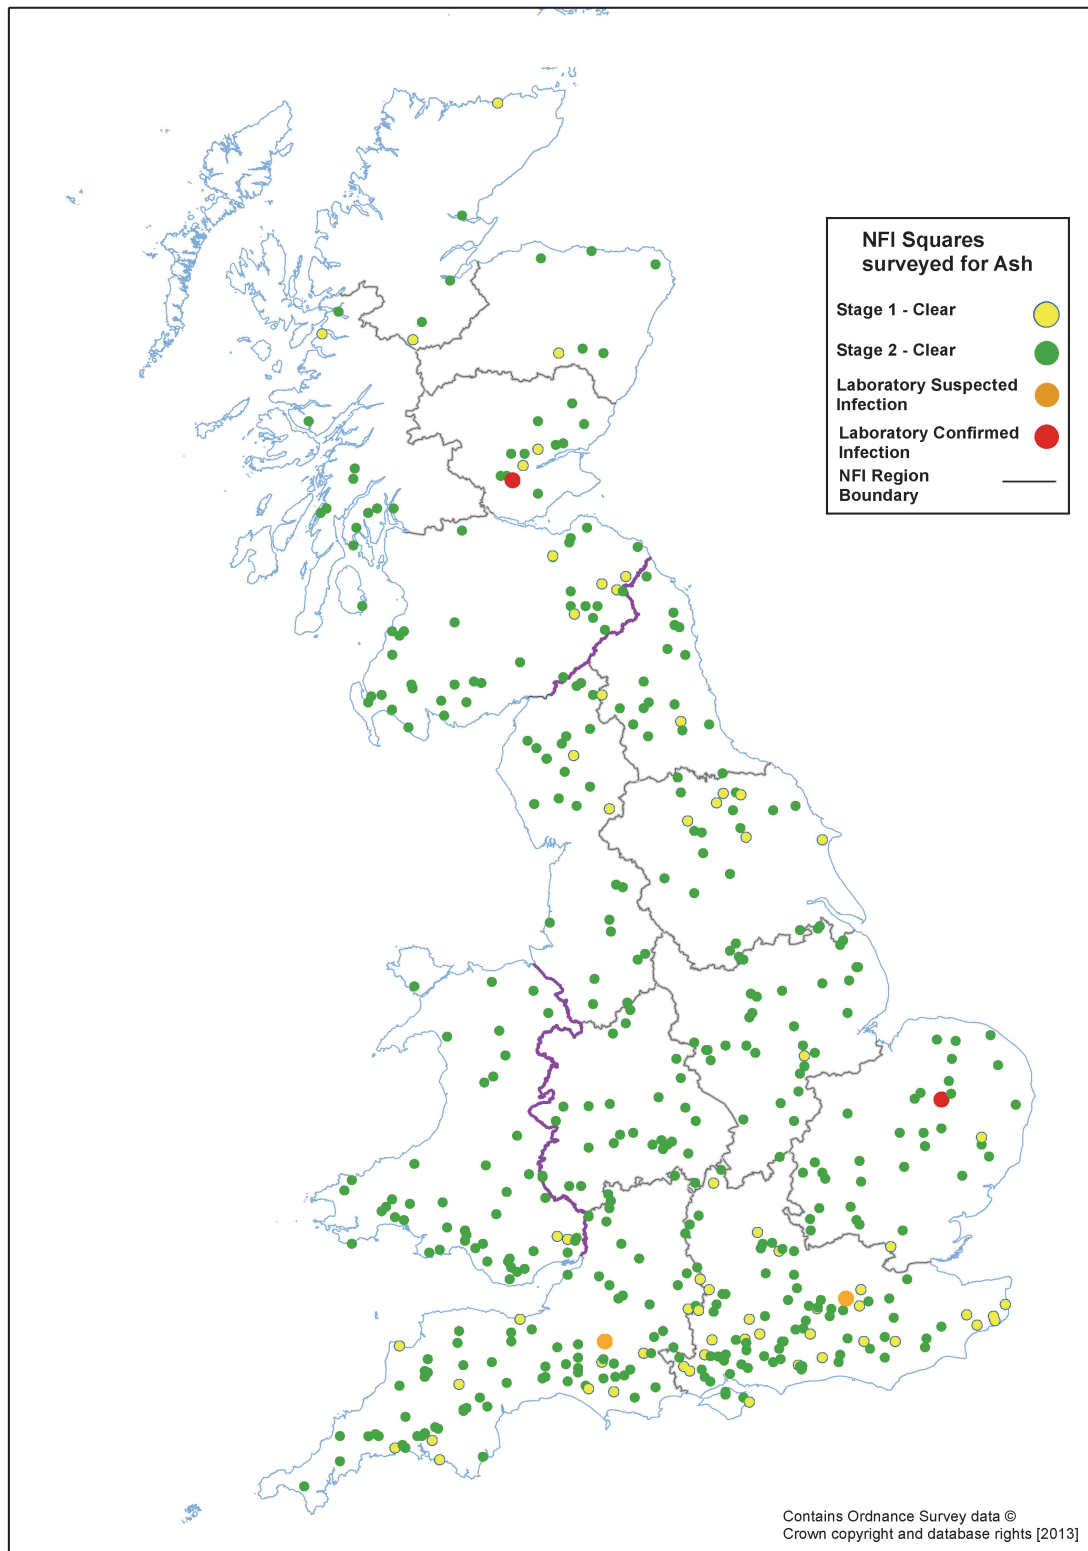 NFI Squares
surveyed for Ash
Stage 1 - Clear
Stage 2 - Clear
Laboratory Suspected
Infection
Laboratory Confirmed
Infection
NFI Region
Boundary
Contains Ordnance Survey data ©
Crown copyright and database rights [2013]